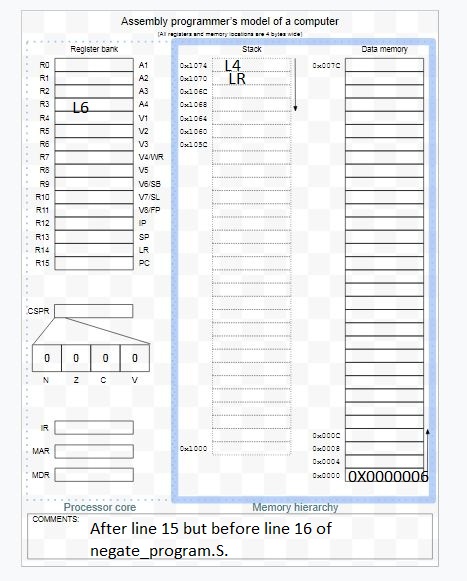 Assembly programmer's model of a computer
(All registers and memory locations are 4 bytes wide)
Register bank Stack Data memory
R0 A1 0x1074 L4 0x007C
R1 A2 0x1070 LR
R2 A3 0x106C
R3 L6 A4 0x1068
R4 V1 0x1064
R5 V2 0x1060
R6 V3 0x105C
R7 V4/WR
R8 V5
R9 V6/SB
R10 V7/SL
R11 V8/FP
R12 IP
R13 SP
R14 LR
R15 PC
CSPR
0 0 0 0
N Z C V
IR 0x000C
MAR 0x1000 0x0008
0x0004
MDR 0x0000 0X0000006
Processor core Memory hierarchy
COMMENTS:
After line 15 but before line 16 of
negate_program.S.